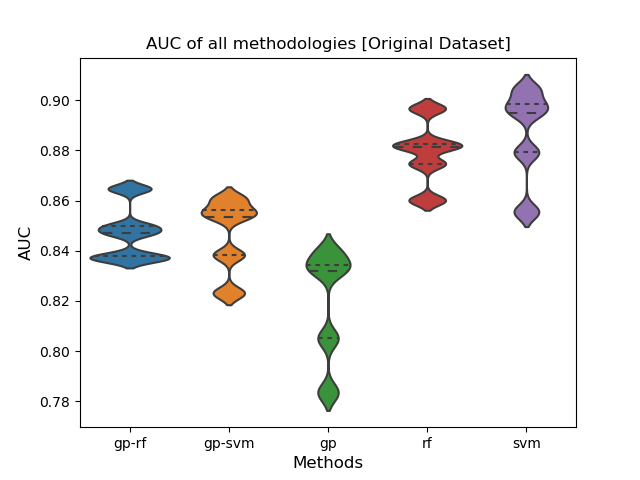 AUC of all methodologies [Original Dataset]
AUC
0.90
0.88
0.86
0.84
0.82
0.80
0.78
gp-rf
gp-svm
gp
rf
svm
Methods